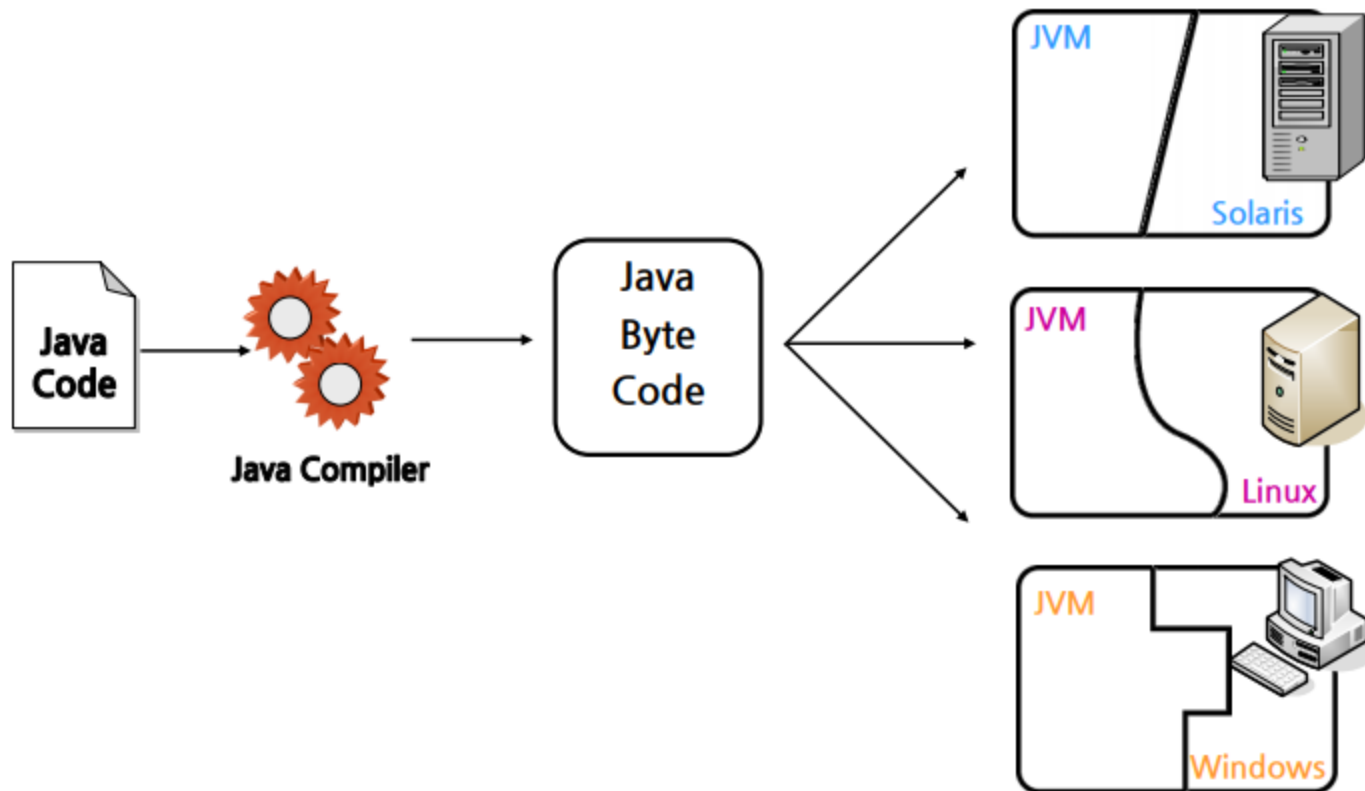 Java
Code
Java Compiler
Java
Byte
Code
JVM
Solaris
JVM
Linux
JVM
Windows